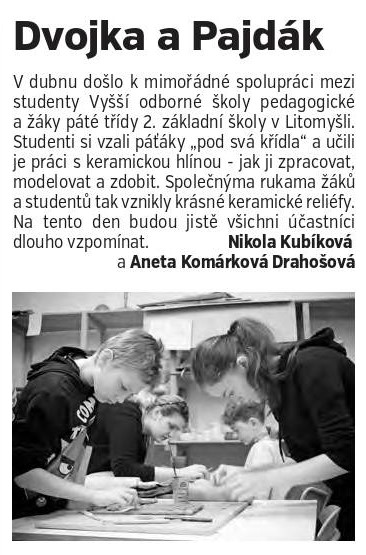 Dvojka a Pajdák
V dubnu došlo k mimořádné spolupráci mezi
studenty Vyšší odborné školy pedagogické
a žáky páté třídy 2. základní školy v Litomyšli.
Studenti si vzali páťáky „pod svá křídla“ a učili
je práci s keramickou hlínou - jak ji zpracovat,
modelovat a zdobit. Společnýma rukama žáků
a studentů tak vznikly krásné keramické reliéfy.
Na tento den budou jistě všichni účastníci
dlouho vzpomínat. Nikola Kubíková
a Aneta Komárková Drahošová